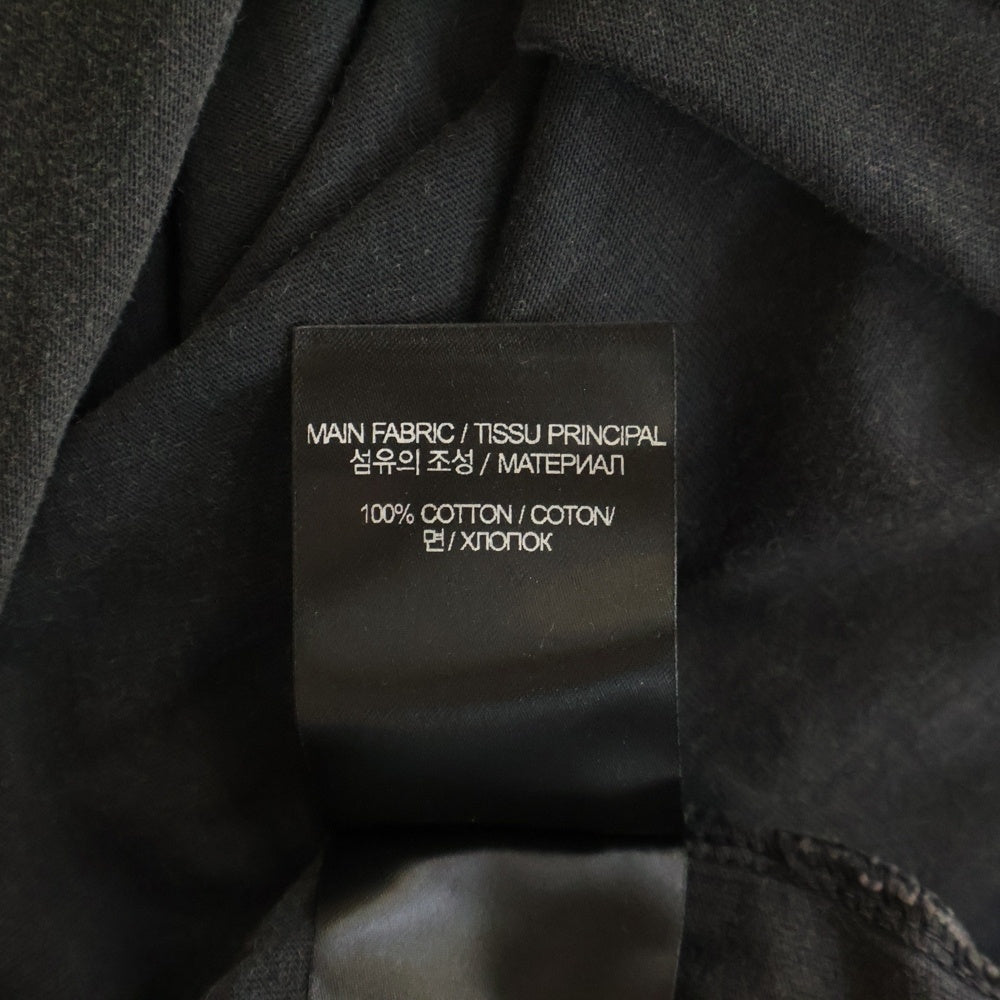 MAIN FABRIC / TISSU PRINCIPAL
섬유의 조성 / МАТЕРИАЛ
100% COTTON / COTON/
면 / ХЛОПОК